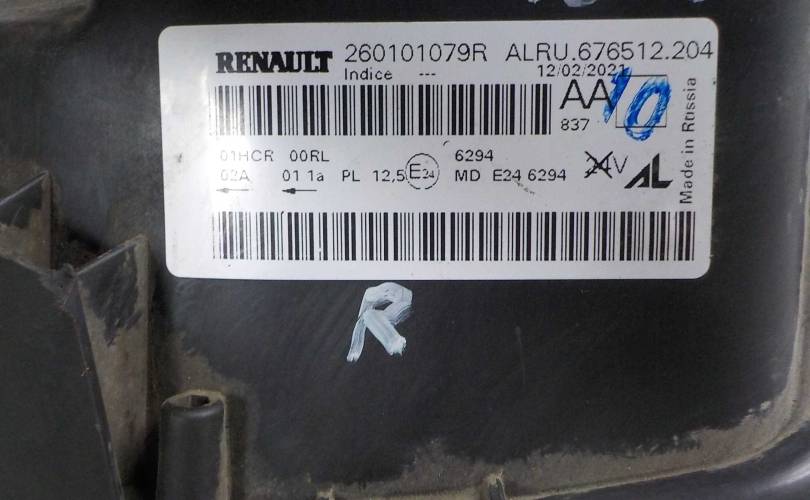 RENAULT 260101079R ALRU.676512.204
Indice --- 12/02/2021
AA 10
837
01HCR 00RL 6294
02A 01 1a PL 12,5 E24 MD E24 6294 24V AL
Made in Russia
R